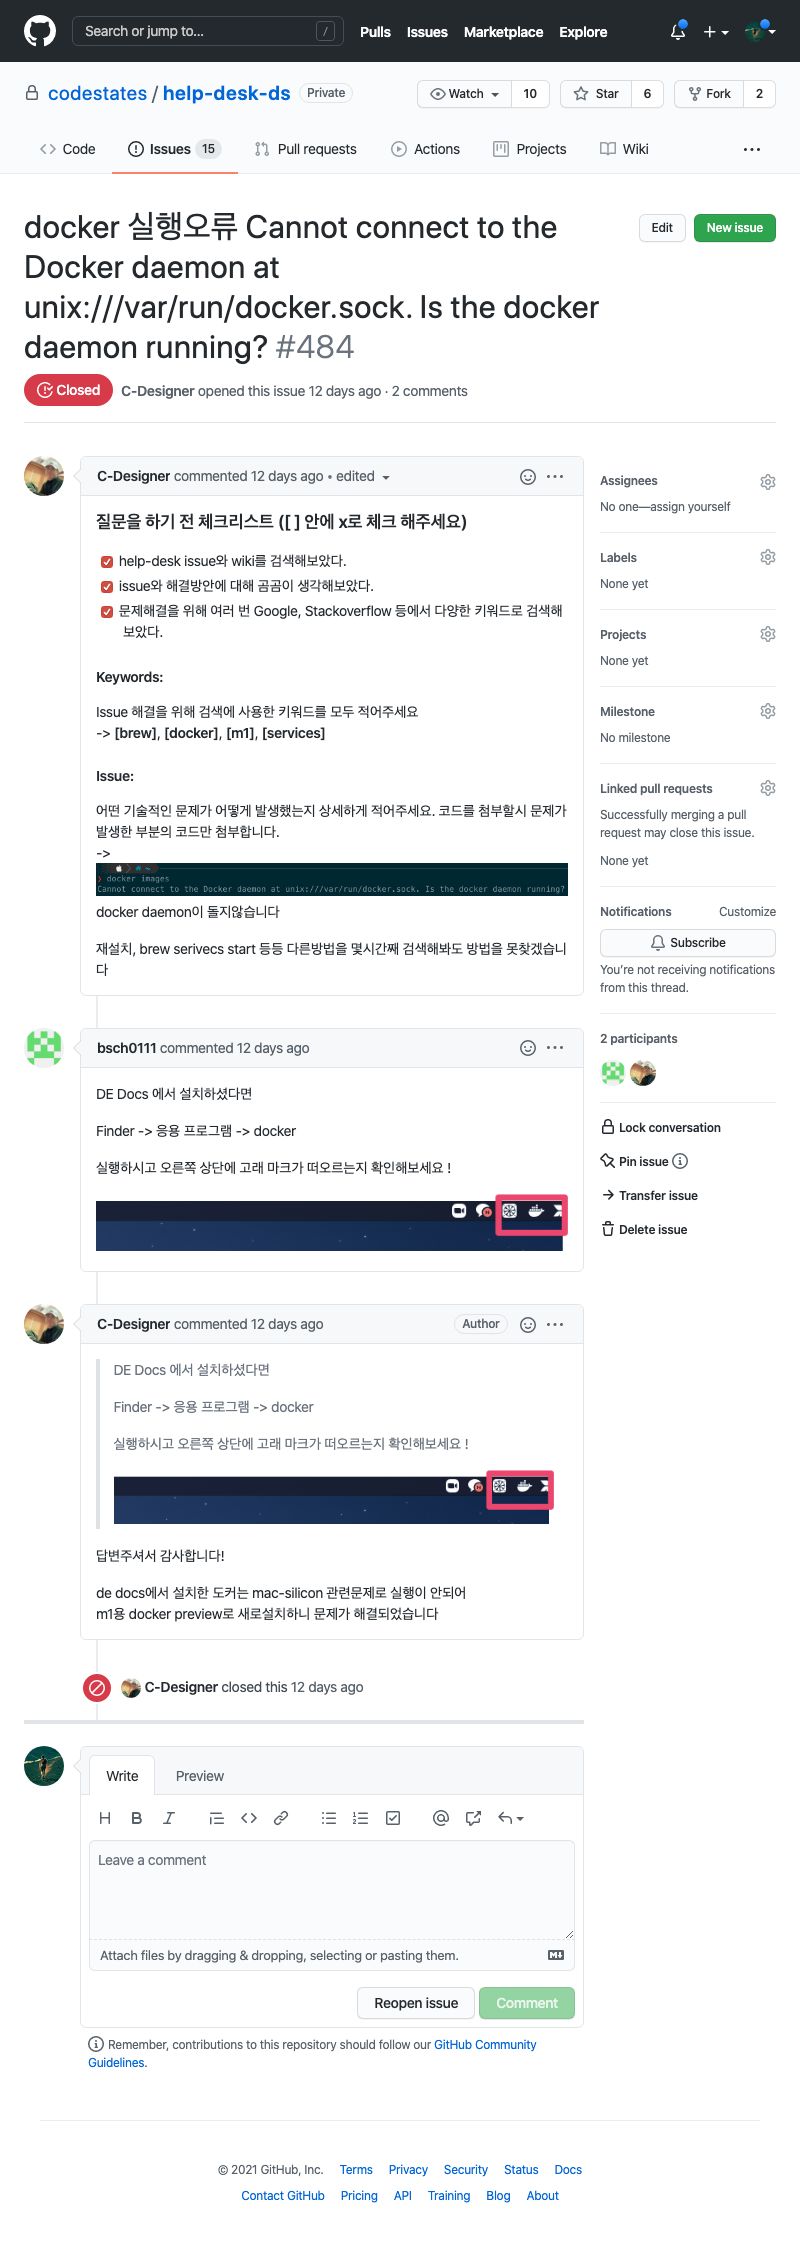 Search or jump to...
/
Pulls
Issues
Marketplace
Explore
codestates / help-desk-ds
Private
Watch
10
Star
6
Fork
2
Code
Issues 15
Pull requests
Actions
Projects
Wiki
docker 실행오류 Cannot connect to the
Docker daemon at
unix:///var/run/docker.sock. Is the docker
daemon running? #484
Edit
New issue
Closed
C-Designer opened this issue 12 days ago · 2 comments
C-Designer commented 12 days ago • edited
질문을 하기 전 체크리스트 ([ ] 안에 x로 체크 해주세요)
help-desk issue와 wiki를 검색해보았다.
issue와 해결방안에 대해 곰곰이 생각해보았다.
문제해결을 위해 여러 번 Google, Stackoverflow 등에서 다양한 키워드로 검색해
보았다.
Keywords:
Issue 해결을 위해 검색에 사용한 키워드를 모두 적어주세요
-> [brew], [docker], [m1], [services]
Issue:
어떤 기술적인 문제가 어떻게 발생했는지 상세하게 적어주세요. 코드를 첨부할시 문제가
발생한 부분의 코드만 첨부합니다.
->
> docker images
Cannot connect to the Docker daemon at unix:///var/run/docker.sock. Is the docker daemon running?
docker daemon이 돌지않습니다
재설치, brew serivecs start 등등 다른방법을 몇시간째 검색해봐도 방법을 못찾겠습니
다
Assignees
No one—assign yourself
Labels
None yet
Projects
None yet
Milestone
No milestone
Linked pull requests
Successfully merging a pull
request may close this issue.
None yet
Notifications
Customize
Subscribe
You're not receiving notifications
from this thread.
2 participants
Lock conversation
Pin issue
Transfer issue
Delete issue
bsch0111 commented 12 days ago
DE Docs 에서 설치하셨다면
Finder -> 응용 프로그램 -> docker
실행하시고 오른쪽 상단에 고래 마크가 떠오르는지 확인해보세요 !
C-Designer commented 12 days ago
Author
DE Docs 에서 설치하셨다면
Finder -> 응용 프로그램 -> docker
실행하시고 오른쪽 상단에 고래 마크가 떠오르는지 확인해보세요 !
답변주셔서 감사합니다!
de docs에서 설치한 도커는 mac-silicon 관련문제로 실행이 안되어
m1용 docker preview로 새로설치하니 문제가 해결되었습니다
C-Designer closed this 12 days ago
Write
Preview
H B I
Leave a comment
Attach files by dragging & dropping, selecting or pasting them.
Reopen issue
Comment
Remember, contributions to this repository should follow our GitHub Community
Guidelines.
© 2021 GitHub, Inc.
Terms
Privacy
Security
Status
Docs
Contact GitHub
Pricing
API
Training
Blog
About